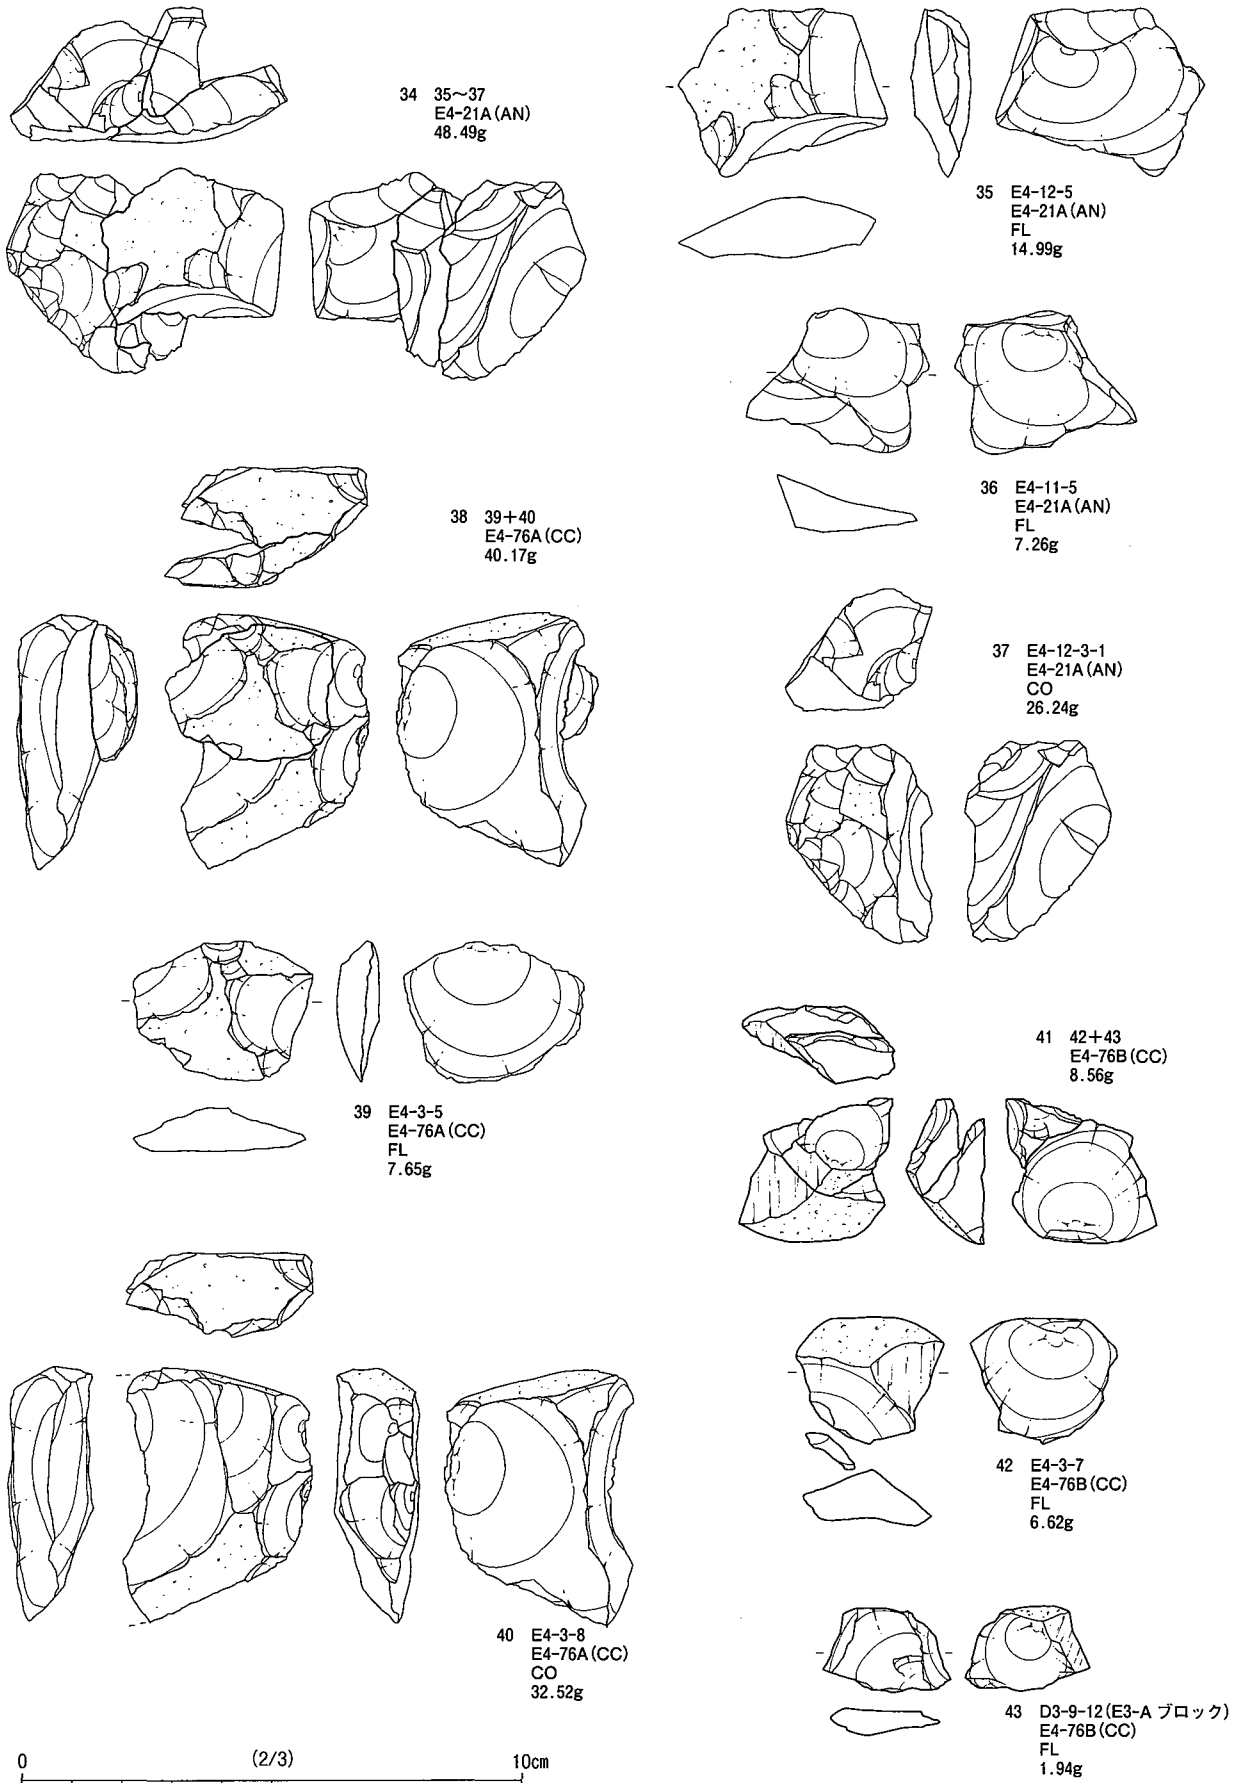 34 35～37
E4-21A(AN)
48.49g
35 E4-12-5
E4-21A(AN)
FL
14.99g
36 E4-11-5
E4-21A(AN)
FL
7.26g
38 39+40
E4-76A(CC)
40.17g
37 E4-12-3-1
E4-21A(AN)
CO
26.24g
39 E4-3-5
E4-76A(CC)
FL
7.65g
41 42+43
E4-76B(CC)
8.56g
42 E4-3-7
E4-76B(CC)
FL
6.62g
40 E4-3-8
E4-76A(CC)
CO
32.52g
43 D3-9-12(E3-A ブロック)
E4-76B(CC)
FL
1.94g
0 (2/3) 10cm